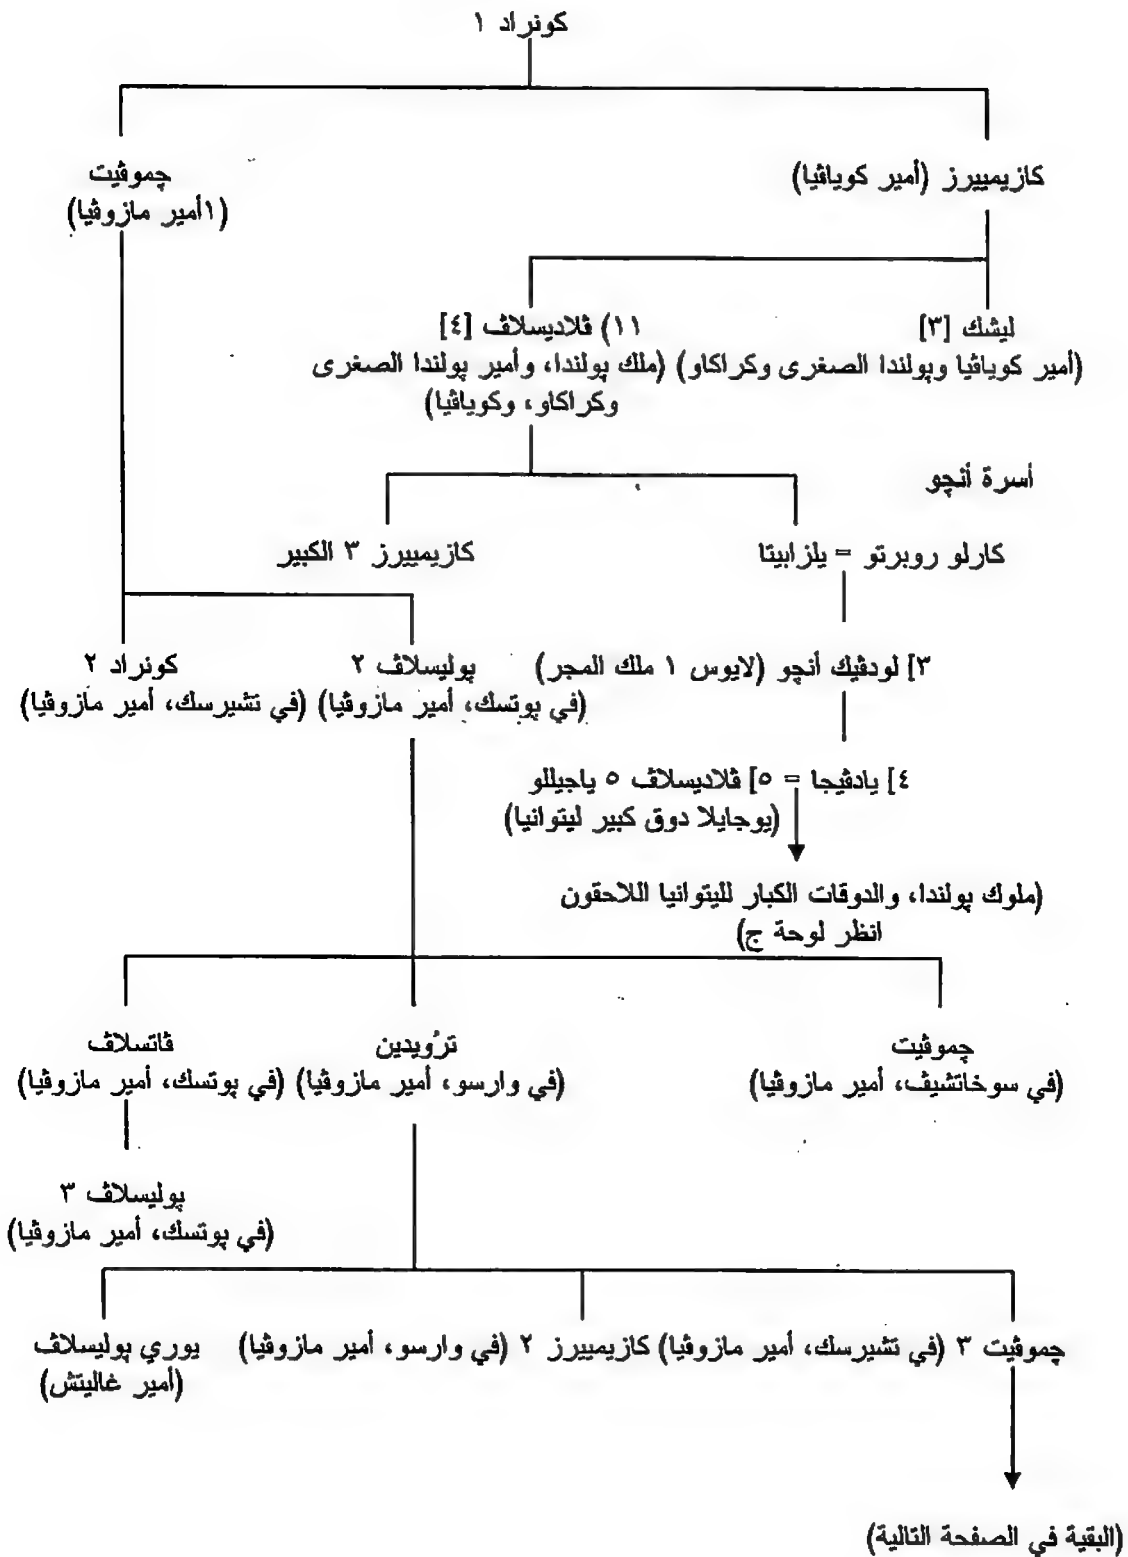 كونراد ١
كازيمييرز (أمير كوياڤيا)
چموڤيت
(١أمير مازوڤيا)
ليشك [٣]
(أمير كوياڤيا وپولندا الصغرى وكراكاو)
١١) ڤلاديسلاڤ [٤]
(ملك پولندا، وأمير پولندا الصغرى
وكراكاو، وكوياڤيا)
أسرة أنچو
كارلو روبرتو = يلزابيتا
كازيمييرز ٣ الكبير
٣] لودڤيك أنچو (لايوس ١ ملك المجر)
پوليسلاڤ ٢
(في پوتسك، أمير مازوڤيا)
كونراد ٢
(في تشيرسك، أمير مازوڤيا)
٤] يادڤيجا = ٥] ڤلاديسلاڤ ٥ ياجيللو
(يوجايلا دوق كبير ليتوانيا)
(ملوك پولندا، والدوقات الكبار لليتوانيا اللاحقون
انظر لوحة ج)
چموڤيت
(في سوخاتشيڤ، أمير مازوڤيا)
ترُويدين
(في وارسو، أمير مازوڤيا)
ڤاتسلاڤ
(في پوتسك، أمير مازوڤيا)
پوليسلاڤ ٣
(في پوتسك، أمير مازوڤيا)
چموڤيت ٣ (في تشيرسك، أمير مازوڤيا)
كازيمييرز ٢ (في وارسو، أمير مازوڤيا)
يوري پوليسلاڤ
(أمير غاليتش)
(البقية في الصفحة التالية)